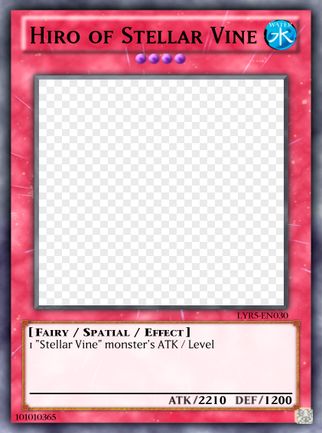 Hiro of Stellar Vine
WATER
水
LYR5-EN030
[ Fairy / Spatial / Effect ]
1 "Stellar Vine" monster's ATK / Level
ATK/2210 DEF/1200
101010365